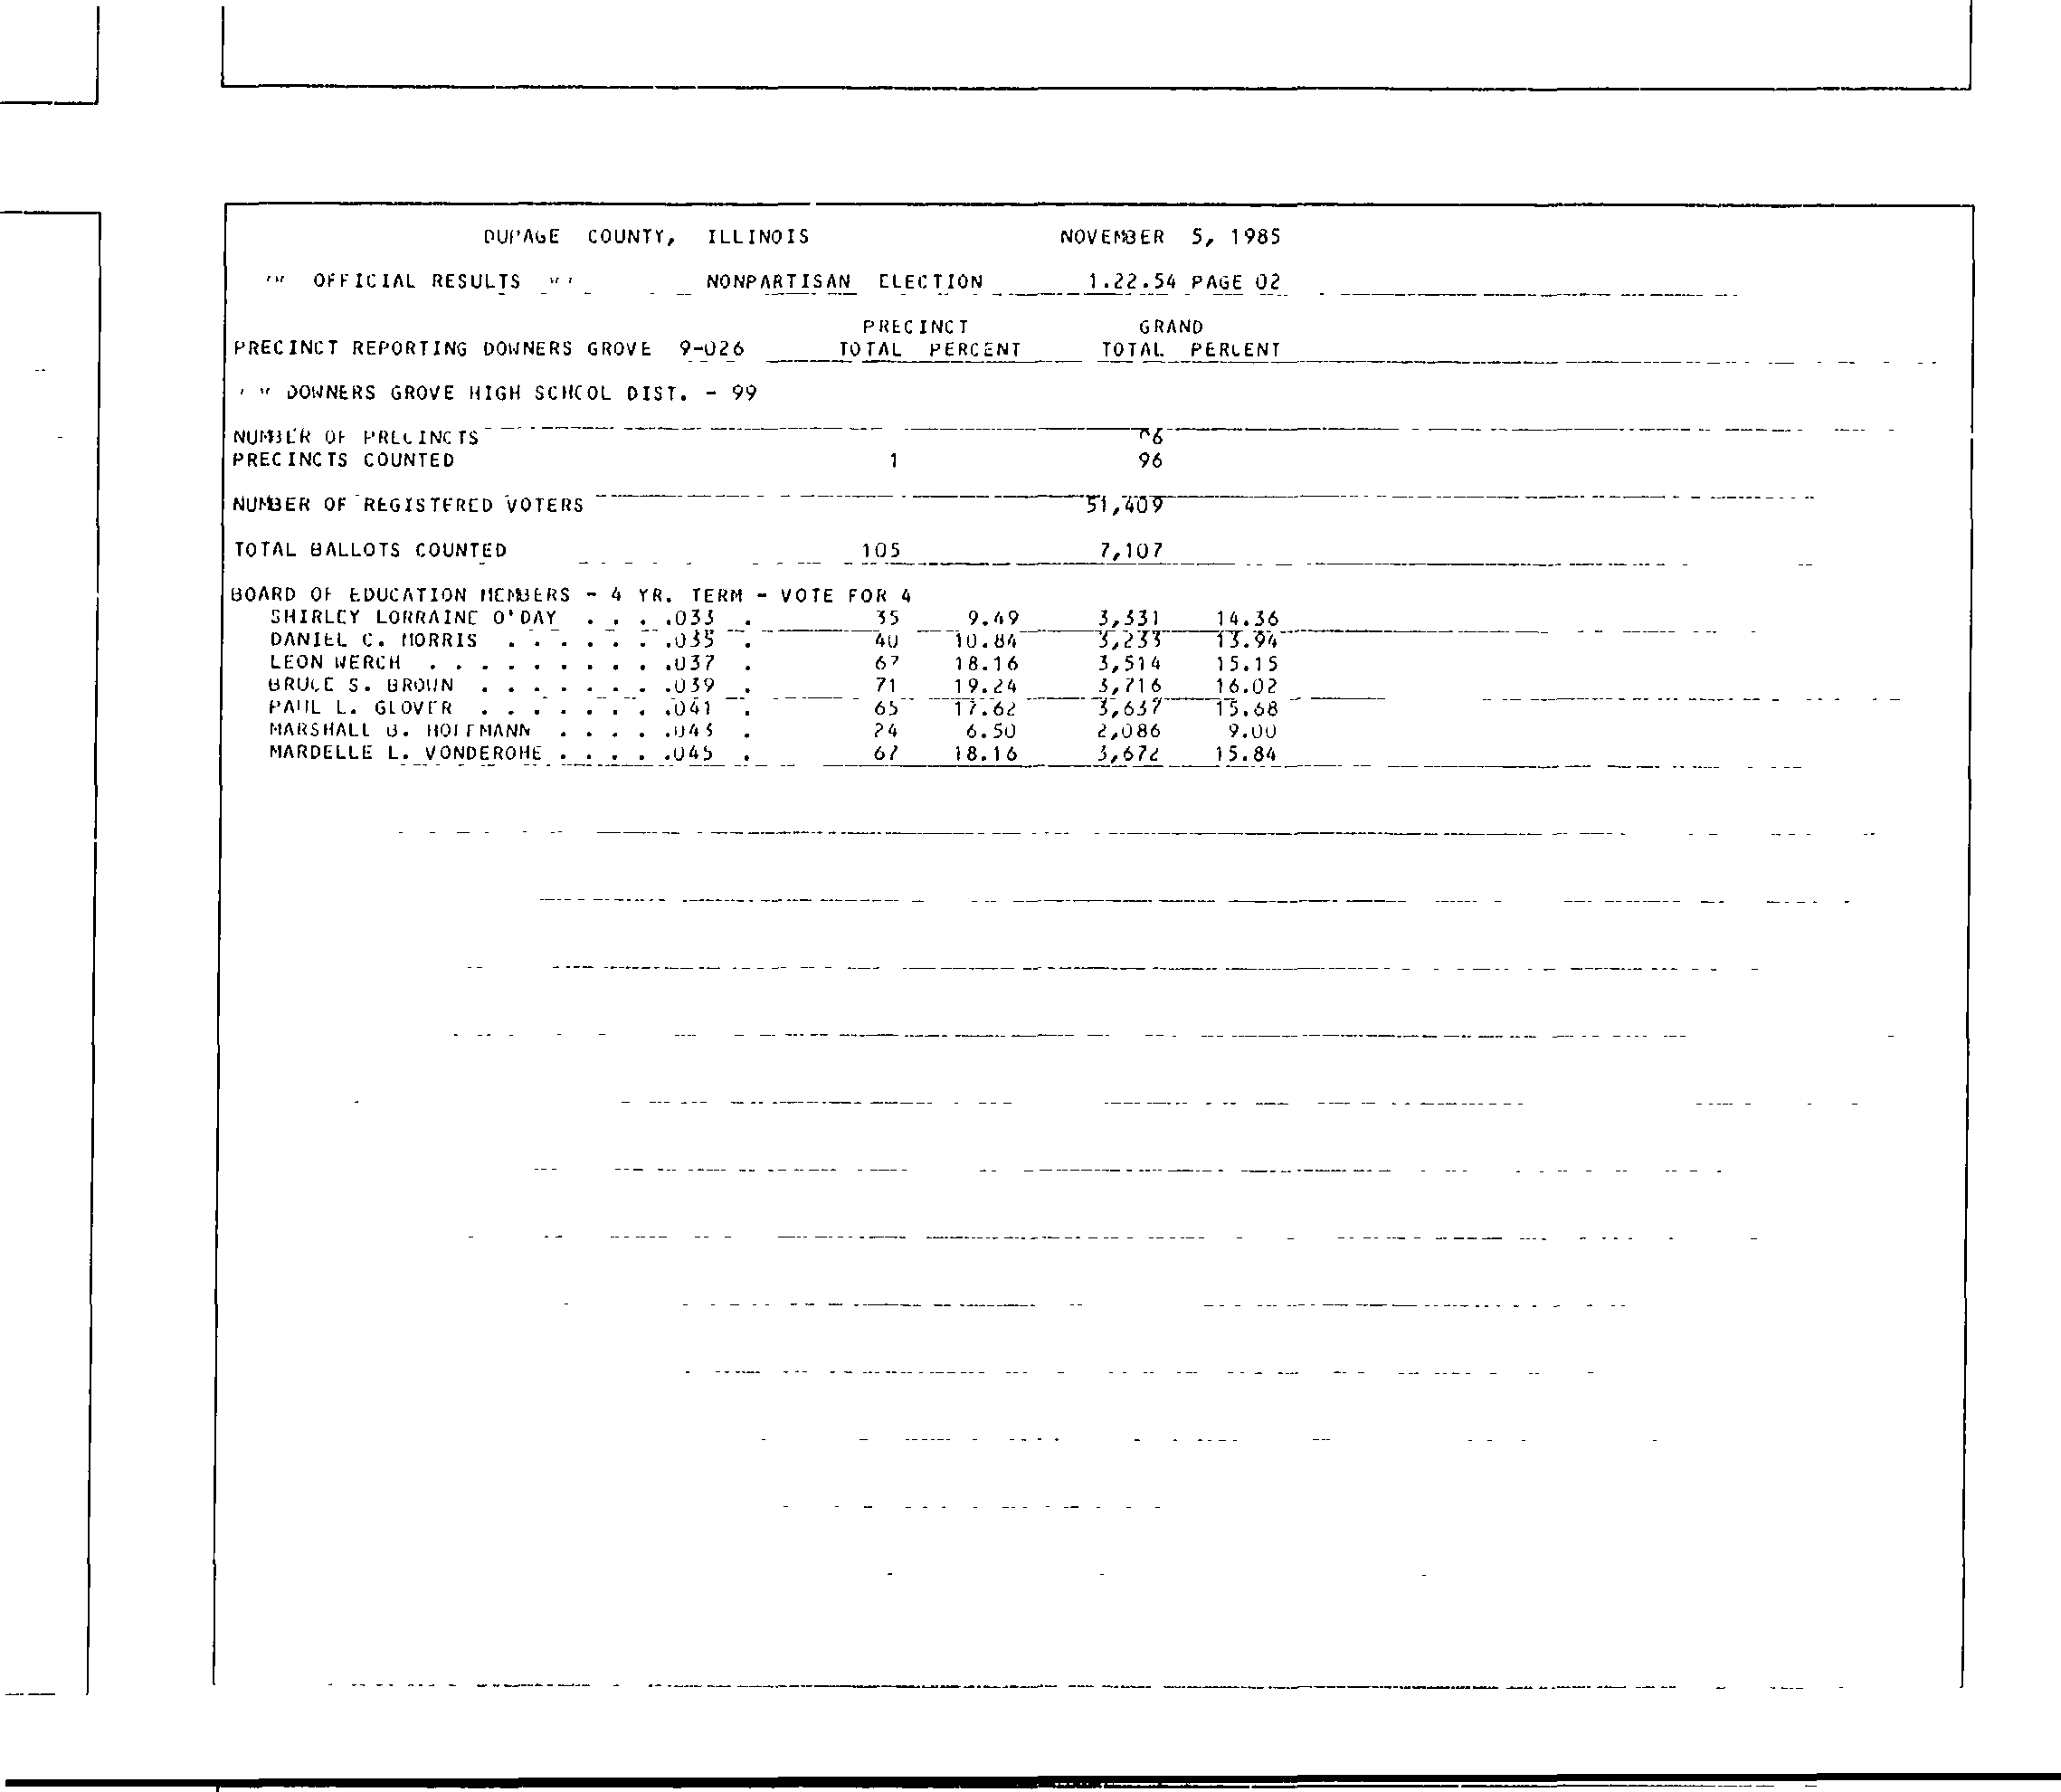 DUPAGE COUNTY, ILLINOIS NOVEMBER 5, 1985
OFFICIAL RESULTS NONPARTISAN ELECTION 1.22.54 PAGE 02
PRECINCT GRAND
PRECINCT REPORTING DOWNERS GROVE 9-026 TOTAL PERCENT TOTAL PERCENT
DOWNERS GROVE HIGH SCHOOL DIST. - 99
NUMBER OF PRECINCTS 96
PRECINCTS COUNTED 1 96
NUMBER OF REGISTERED VOTERS 51,409
TOTAL BALLOTS COUNTED 105 7,107
BOARD OF EDUCATION MEMBERS - 4 YR. TERM - VOTE FOR 4
SHIRLEY LORRAINE O'DAY . . . .033 . 35 9.49 3,331 14.36
DANIEL C. MORRIS . . . . . . .035 . 40 10.84 3,233 13.94
LEON WERCH . . . . . . . . . .037 . 67 18.16 3,514 15.15
BRUCE S. BROWN . . . . . . . .039 . 71 19.24 3,716 16.02
PAUL L. GLOVER . . . . . . . .041 . 65 17.62 3,637 15.68
MARSHALL B. HOFFMANN . . . . .043 . 24 6.50 2,086 9.00
MARDELLE L. VONDEROHE . . . . .045 . 67 18.16 3,672 15.84